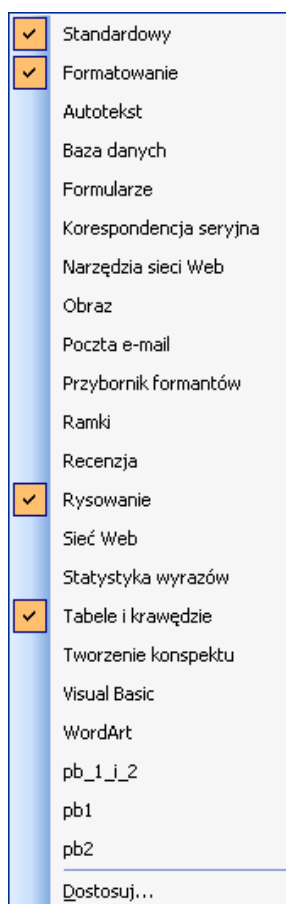 Standardowy
Formatowanie
Autotekst
Baza danych
Formularze
Korespondencja seryjna
Narzędzia sieci Web
Obraz
Poczta e-mail
Przybornik formantów
Ramki
Recenzja
Rysowanie
Sieć Web
Statystyka wyrazów
Tabele i krawędzie
Tworzenie konspektu
Visual Basic
WordArt
pb_1_i_2
pb1
pb2
Dostosuj...